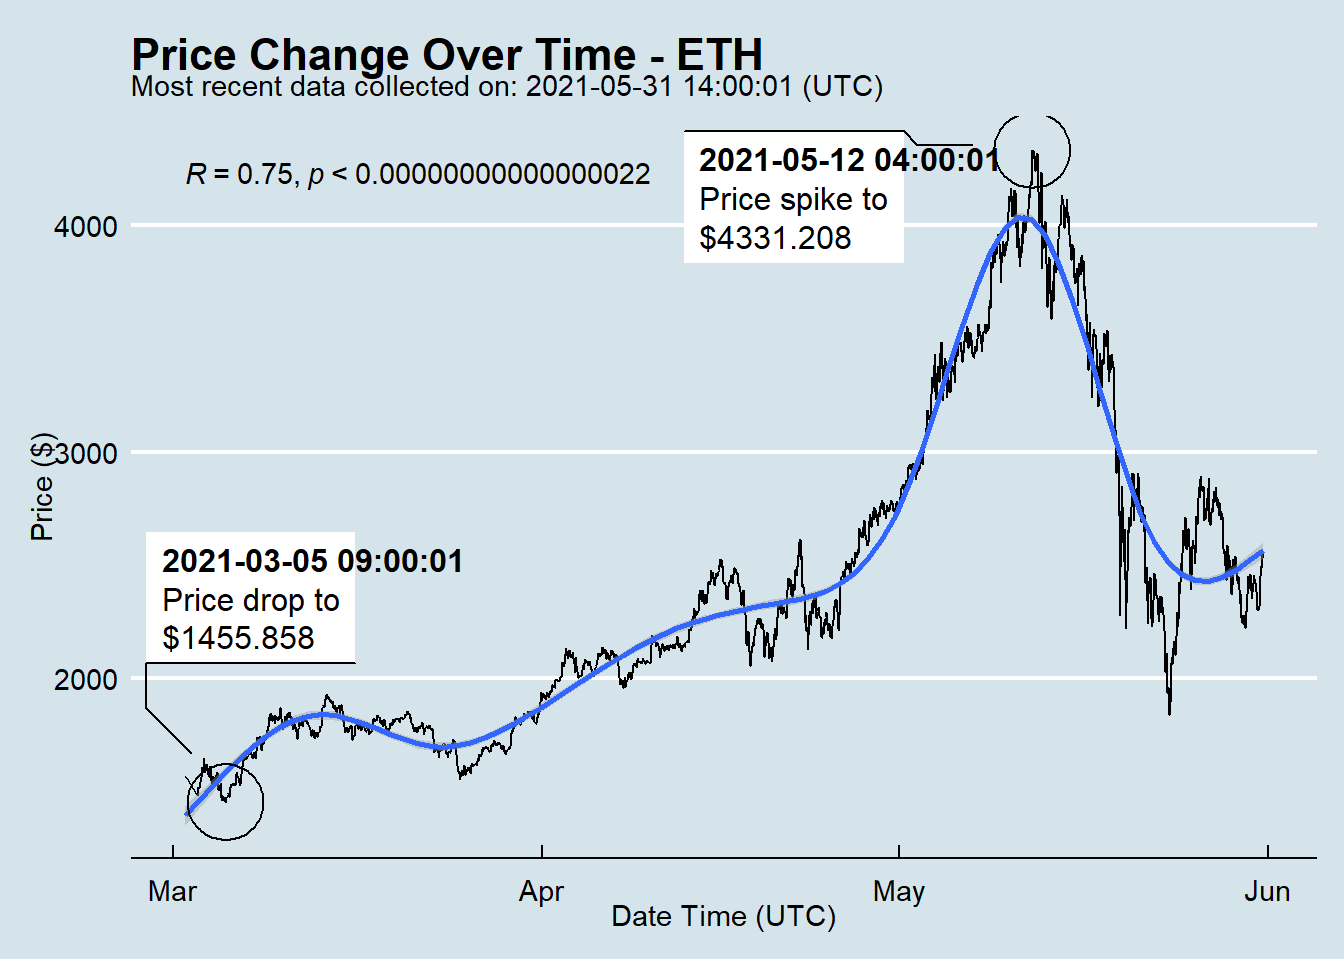 Price Change Over Time - ETH
Most recent data collected on: 2021-05-31 14:00:01 (UTC)
R = 0.75, p < 0.00000000000000022
2021-05-12 04:00:01
Price spike to
$4331.208
4000
3000
2000
Price ($)
2021-03-05 09:00:01
Price drop to
$1455.858
Mar
Apr
May
Jun
Date Time (UTC)